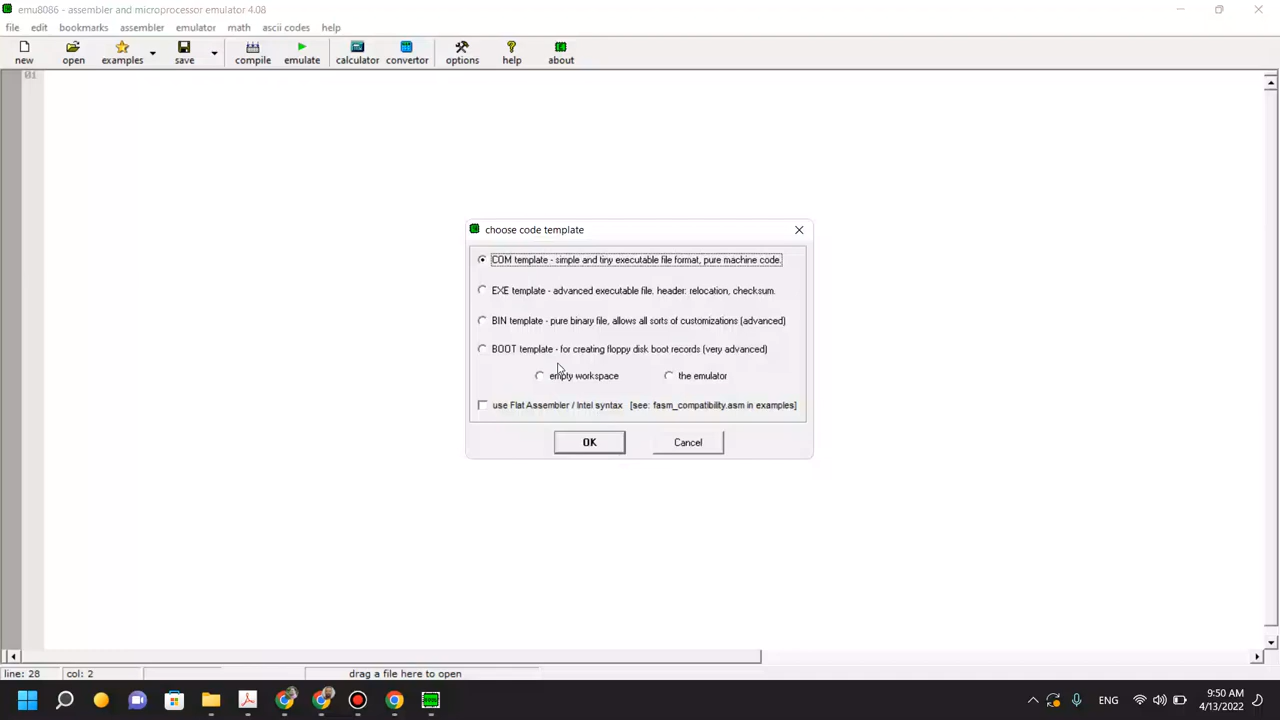 emu8086 - assembler and microprocessor emulator 4.08
file edit bookmarks assembler emulator math ascii codes help
new open examples save compile emulate calculator convertor options help about
01
choose code template
COM template - simple and tiny executable file format, pure machine code.
EXE template - advanced executable file. header: relocation, checksum.
BIN template - pure binary file, allows all sorts of customizations (advanced)
BOOT template - for creating floppy disk boot records (very advanced)
empty workspace the emulator
use Flat Assembler / Intel syntax [see: fasm_compatibility.asm in examples]
OK Cancel
line: 28 col: 2 drag a file here to open
ENG 9:50 AM
4/13/2022